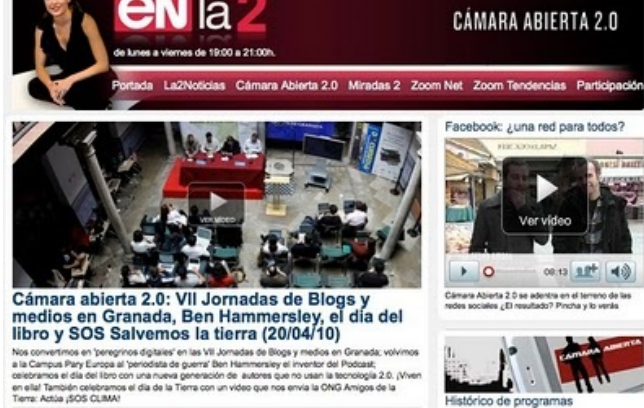 en la 2
CÁMARA ABIERTA 2.0
de lunes a viernes de 19:00 a 21:00h.
Portada La2Noticias Cámara Abierta 2.0 Miradas 2 Zoom Net Zoom Tendencias Participación
VER VÍDEO
Cámara abierta 2.0: VII Jornadas de Blogs y
medios en Granada, Ben Hammersley, el día del
libro y SOS Salvemos la tierra (20/04/10)
Nos convertimos en 'peregrinos digitales' en las VII Jornadas de Blogs y medios en Granada; volvimos
a la Campus Pary Europa al 'periodista de guerra' Ben Hammersley el inventor del Podcast;
celebramos el día del libro con una nueva generación de autores que no usan la tecnología 2.0. ¡Viven
en ella! También celebramos el día de la Tierra con un video que nos envia la ONG Amigos de la
Tierra: Actúa ¡SOS CLIMA!
Facebook: ¿una red para todos?
Ver vídeo
08:13
Cámara Abierta 2.0 se adentra en el terreno de las
redes sociales ¿El resultado? Pincha y lo verás
CÁMARA ABIERTA
Histórico de programas